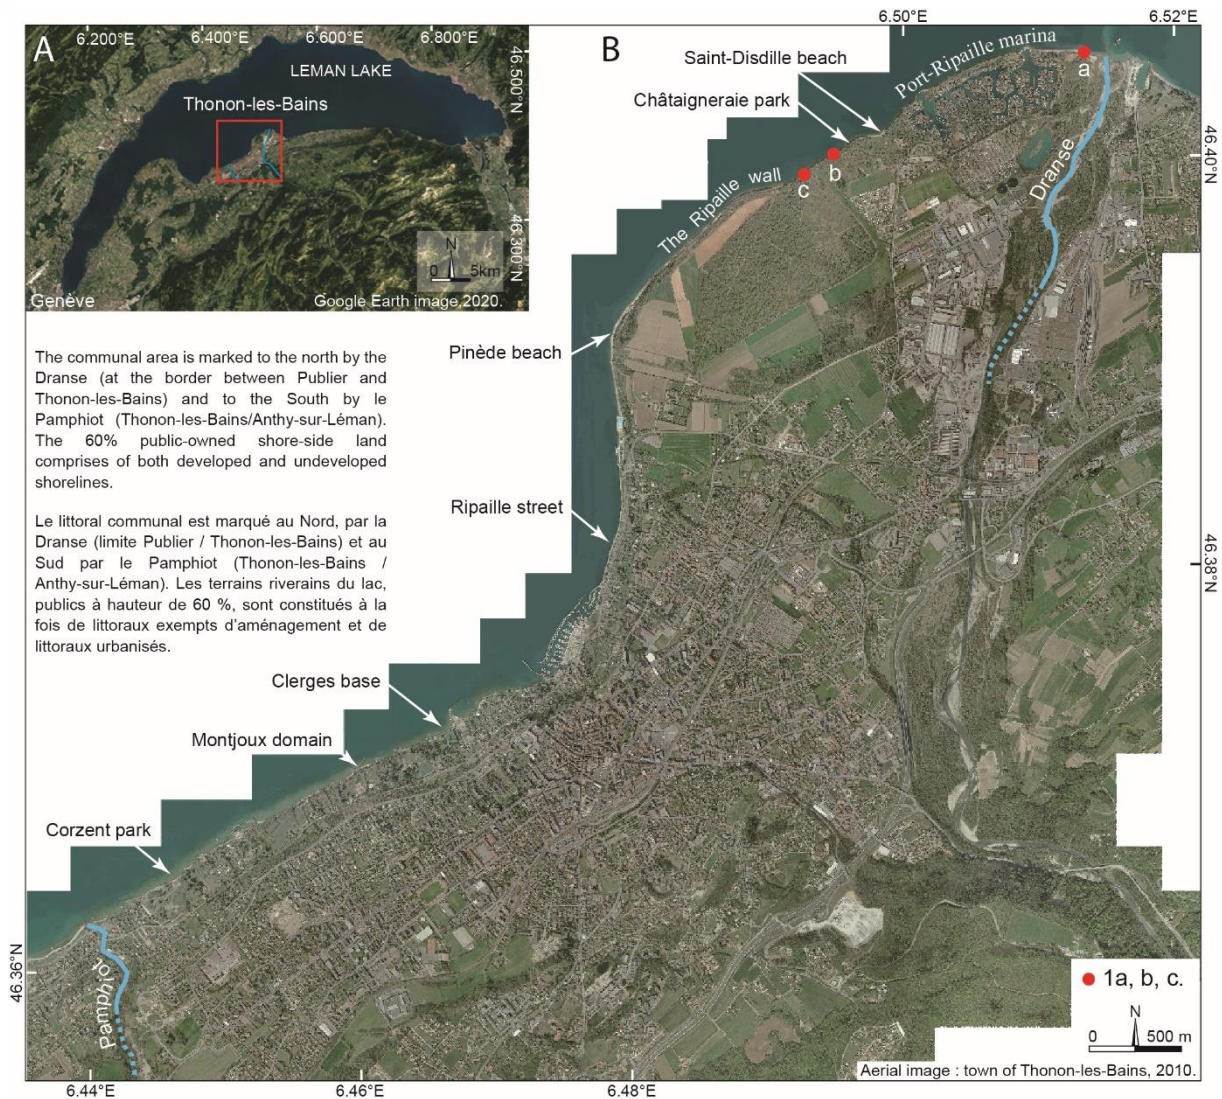 A
6.200°E
6.400°E
6.600°E
6.800°E
LEMAN LAKE
Thonon-les-Bains
46.500°N
46.300°N
N
0 5km
Genève
Google Earth image,2020.
The communal area is marked to the north by the
Dranse (at the border between Publier and
Thonon-les-Bains) and to the South by le
Pamphiot (Thonon-les-Bains/Anthy-sur-Léman).
The 60% public-owned shore-side land
comprises of both developed and undeveloped
shorelines.
Le littoral communal est marqué au Nord, par la
Dranse (limite Publier / Thonon-les-Bains) et au
Sud par le Pamphiot (Thonon-les-Bains /
Anthy-sur-Léman). Les terrains riverains du lac,
publics à hauteur de 60 %, sont constitués à la
fois de littoraux exempts d'aménagement et de
littoraux urbanisés.
B
6.50°E
6.52°E
Saint-Disdille beach
Port-Ripaille marina
a
Châtaigneraie park
46.40°N
b
c
Dranse
The Ripaille wall
Pinède beach
Ripaille street
46.38°N
Clerges base
Montjoux domain
Corzent park
46.36°N
Pamphiot
1a, b, c.
N
0 500 m
Aerial image : town of Thonon-les-Bains, 2010.
6.44°E
6.46°E
6.48°E